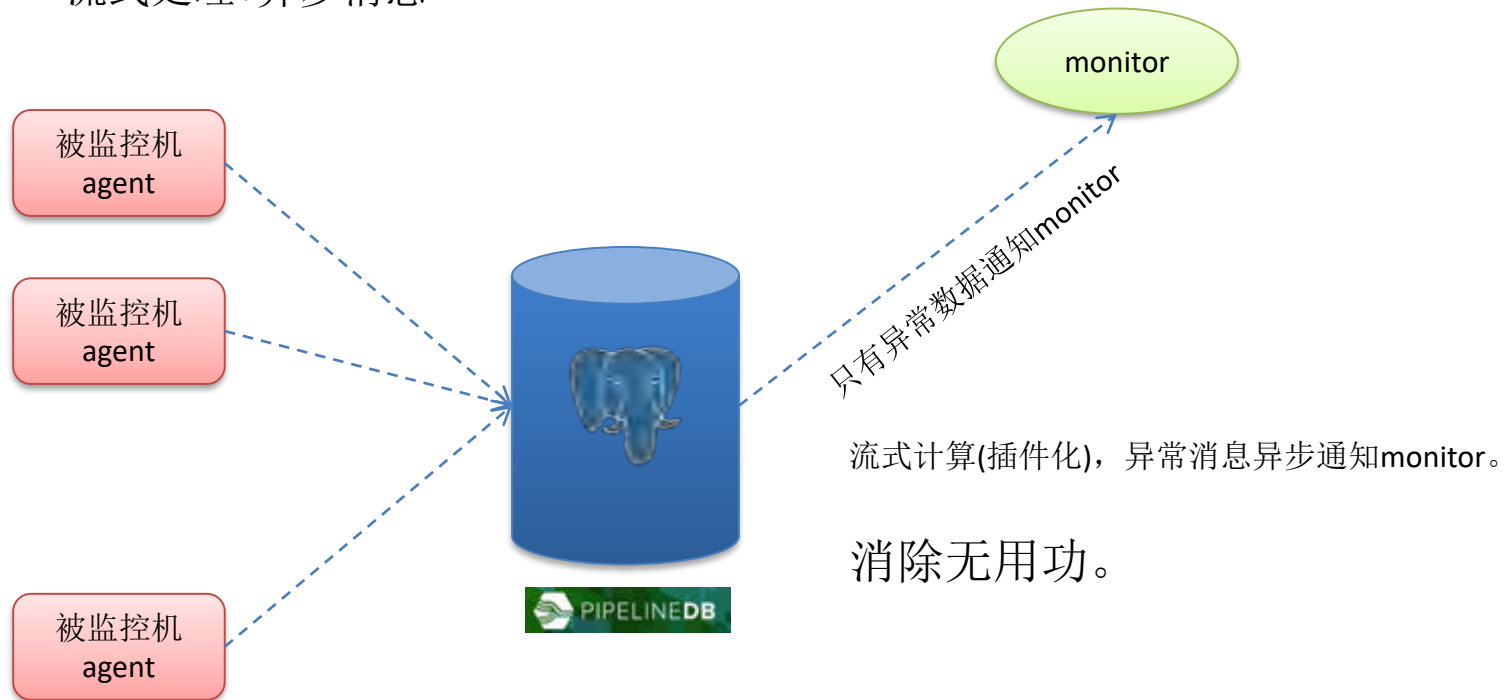 monitor
被监控机
agent
被监控机
agent
只有异常数据通知monitor
流式计算(插件化)，异常消息异步通知monitor。
消除无用功。
PIPELINEDB
被监控机
agent